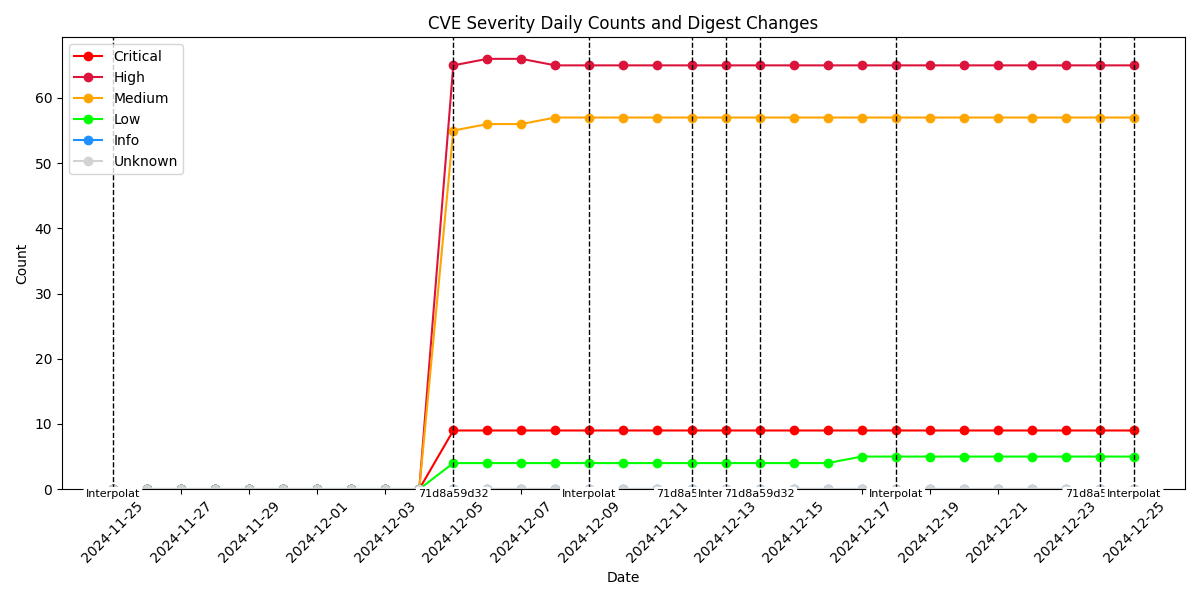 CVE Severity Daily Counts and Digest Changes
Critical
High
Medium
Low
Info
Unknown
Count
60
50
40
30
20
10
0
Interpolat
71d8a59d32
Interpolat
71d8a5
Inter
71d8a59d32
Interpolat
71d8a5
Interpolat
2024-11-25
2024-11-27
2024-11-29
2024-12-01
2024-12-03
2024-12-05
2024-12-07
2024-12-09
2024-12-11
2024-12-13
2024-12-15
2024-12-17
2024-12-19
2024-12-21
2024-12-23
2024-12-25
Date